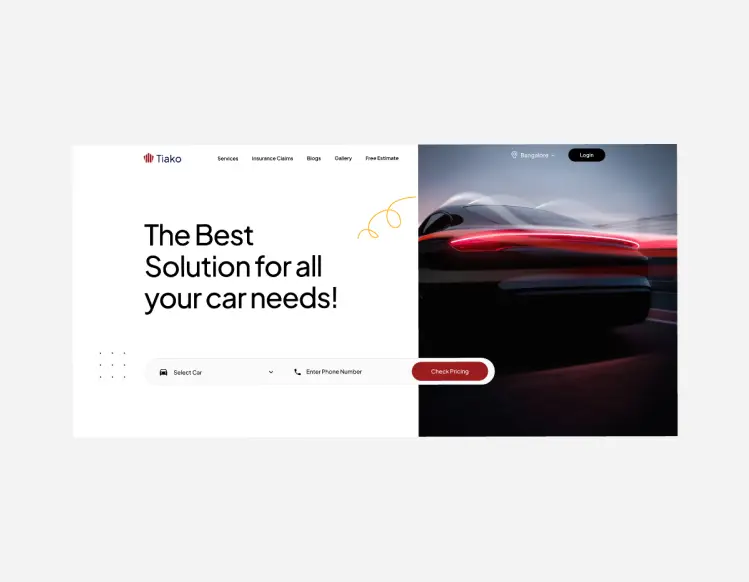 Tiako
Services Insurance Claims Blogs Gallery Free Estimate
Bangalore
Login
The Best
Solution for all
your car needs!
Select Car
Enter Phone Number
Check Pricing